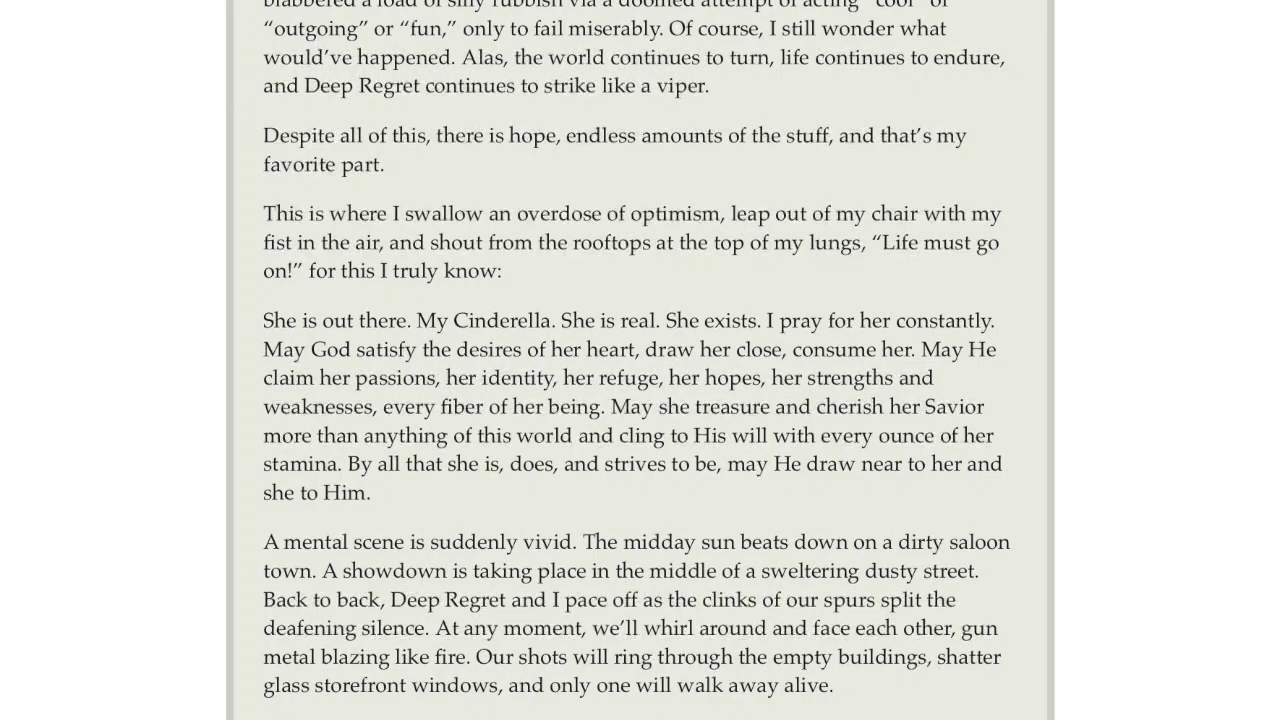 blabbered a load of silly rubbish via a doomed attempt of acting “cool” or
“outgoing” or “fun,” only to fail miserably. Of course, I still wonder what
would’ve happened. Alas, the world continues to turn, life continues to endure,
and Deep Regret continues to strike like a viper.
Despite all of this, there is hope, endless amounts of the stuff, and that’s my
favorite part.
This is where I swallow an overdose of optimism, leap out of my chair with my
fist in the air, and shout from the rooftops at the top of my lungs, “Life must go
on!” for this I truly know:
She is out there. My Cinderella. She is real. She exists. I pray for her constantly.
May God satisfy the desires of her heart, draw her close, consume her. May He
claim her passions, her identity, her refuge, her hopes, her strengths and
weaknesses, every fiber of her being. May she treasure and cherish her Savior
more than anything of this world and cling to His will with every ounce of her
stamina. By all that she is, does, and strives to be, may He draw near to her and
she to Him.
A mental scene is suddenly vivid. The midday sun beats down on a dirty saloon
town. A showdown is taking place in the middle of a sweltering dusty street.
Back to back, Deep Regret and I pace off as the clinks of our spurs split the
deafening silence. At any moment, we’ll whirl around and face each other, gun
metal blazing like fire. Our shots will ring through the empty buildings, shatter
glass storefront windows, and only one will walk away alive.